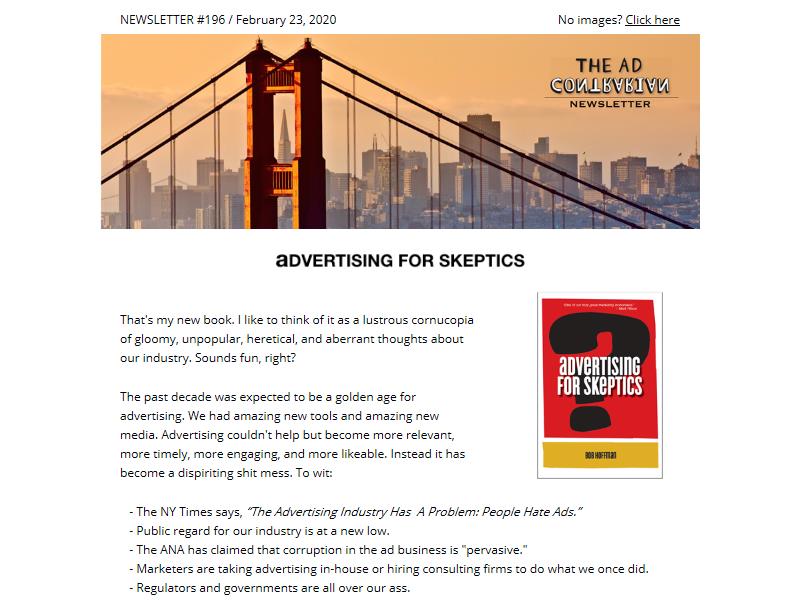 NEWSLETTER #196 / February 23, 2020
No images? Click here
THE AD
CONTRARIAN
NEWSLETTER
aDVERTISING FOR SKEPTICS
That's my new book. I like to think of it as a lustrous cornucopia
of gloomy, unpopular, heretical, and aberrant thoughts about
our industry. Sounds fun, right?
aDVERTISING
FOR SKEPTICS
BOB HOFFMAN
The past decade was expected to be a golden age for
advertising. We had amazing new tools and amazing new
media. Advertising couldn't help but become more relevant,
more timely, more engaging, and more likeable. Instead it has
become a dispiriting shit mess. To wit:
- The NY Times says, “The Advertising Industry Has  A Problem: People Hate Ads.”
- Public regard for our industry is at a new low.
- The ANA has claimed that corruption in the ad business is "pervasive."
- Marketers are taking advertising in-house or hiring consulting firms to do what we once did.
- Regulators and governments are all over our ass.